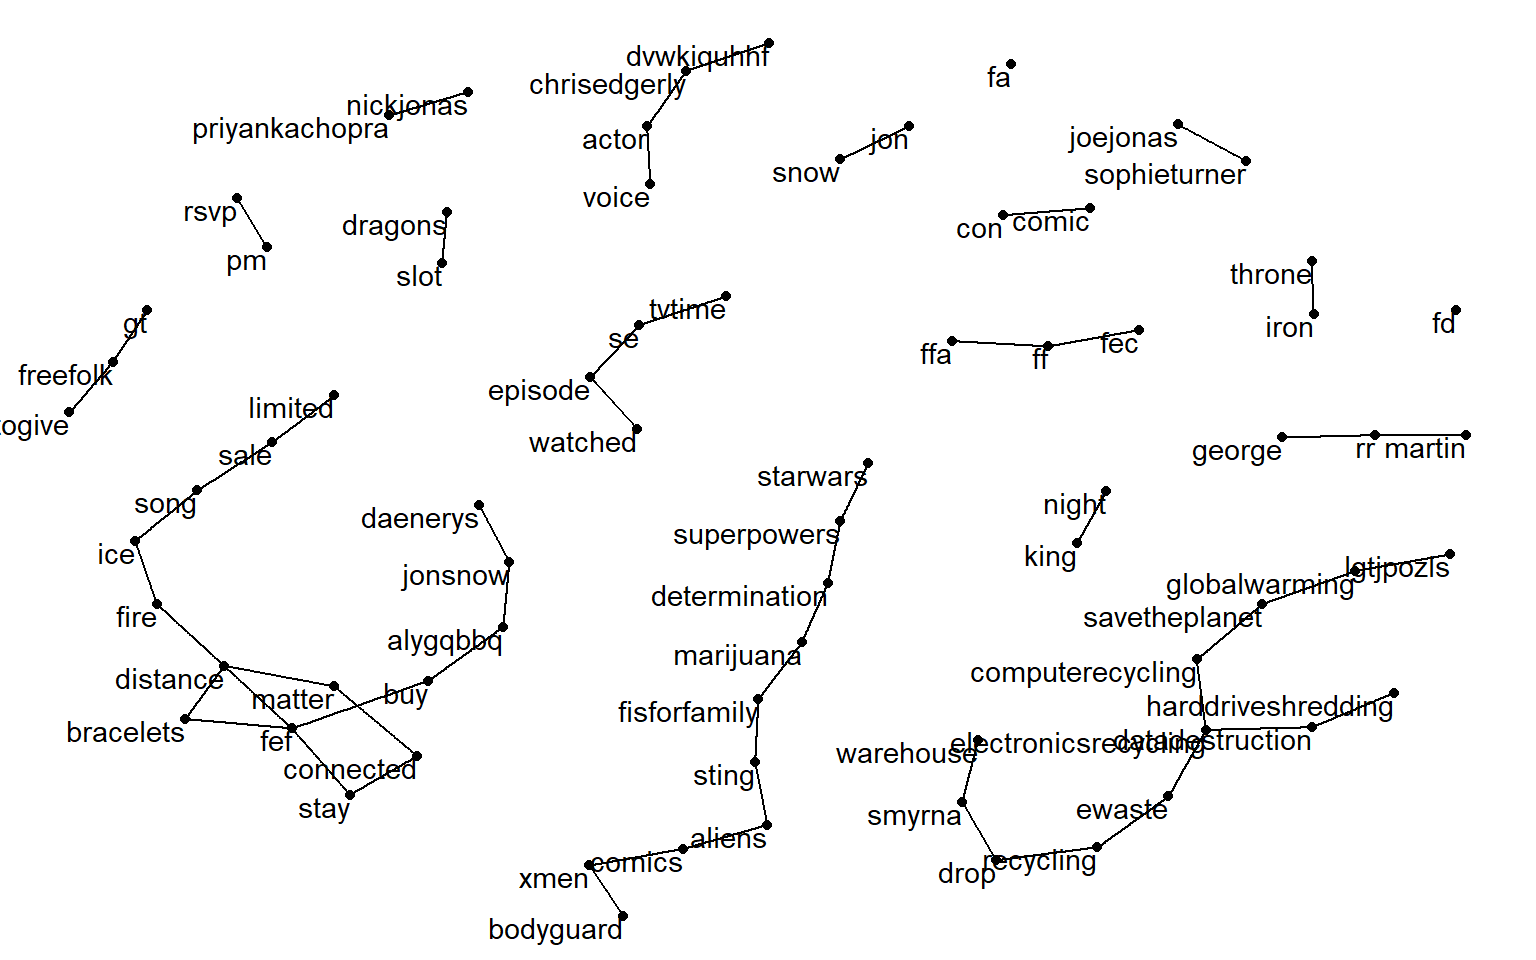 dvwkiquhhf
chrisedgerly
fa
nickjonas
priyankachopra
actor
jon
joejonas
snow
sophieturner
voice
rsvp
dragons
con
comic
pm
slot
throne
tvtime
gt
se
iron
fd
ffa
ff
fec
freefolk
episode
limited
togive
watched
sale
george
rr
martin
starwars
song
night
daenerys
superpowers
ice
king
jonsnow
lgtjpozls
globalwarming
determination
fire
savetheplanet
alygqbbq
marijuana
distance
computerecycling
matter
buy
fisforfamily
harddriveshredding
bracelets
fef
electronicsrecycling
datadestruction
warehouse
connected
sting
stay
smyrna
ewaste
aliens
comics
recycling
xmen
drop
bodyguard